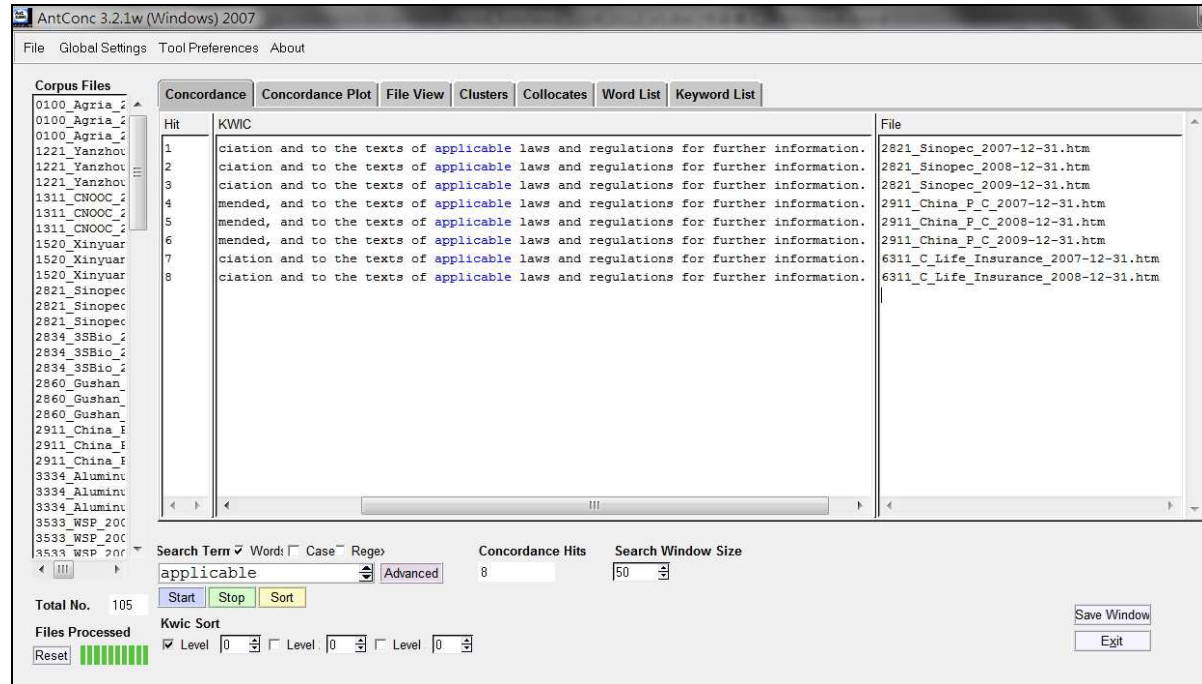 AntConc 3.2.1w (Windows) 2007
File Global Settings Tool Preferences About
Corpus Files
0100_Agria_2
0100_Agria_2
0100_Agria_2
1221_Yanzhou
1221_Yanzhou
1221_Yanzhou
1311_CNOOC_2
1311_CNOOC_2
1311_CNOOC_2
1520_Xinyuar
1520_Xinyuar
1520_Xinyuar
2821_Sinopec
2821_Sinopec
2821_Sinopec
2834_3SBio_2
2834_3SBio_2
2834_3SBio_2
2860_Gushan_
2860_Gushan_
2860_Gushan_
2911_China_P
2911_China_P
2911_China_P
3334_Aluminu
3334_Aluminu
3334_Aluminu
3533_WSP_200
3533_WSP_200
3533_WSP_200
Total No. 105
Files Processed
Reset
Concordance Concordance Plot File View Clusters Collocates Word List Keyword List
Hit KWIC File
1 ciation and to the texts of applicable laws and regulations for further information. 2821_Sinopec_2007-12-31.htm
2 ciation and to the texts of applicable laws and regulations for further information. 2821_Sinopec_2008-12-31.htm
3 ciation and to the texts of applicable laws and regulations for further information. 2821_Sinopec_2009-12-31.htm
4 mended, and to the texts of applicable laws and regulations for further information. 2911_China_P_C_2007-12-31.htm
5 mended, and to the texts of applicable laws and regulations for further information. 2911_China_P_C_2008-12-31.htm
6 mended, and to the texts of applicable laws and regulations for further information. 2911_China_P_C_2009-12-31.htm
7 ciation and to the texts of applicable laws and regulations for further information. 6311_C_Life_Insurance_2007-12-31.htm
8 ciation and to the texts of applicable laws and regulations for further information. 6311_C_Life_Insurance_2008-12-31.htm
Search Term Words Case Regex Concordance Hits Search Window Size
applicable Advanced 8 50
Start Stop Sort
Kwic Sort
Level 0 Level 0 Level 0
Save Window
Exit